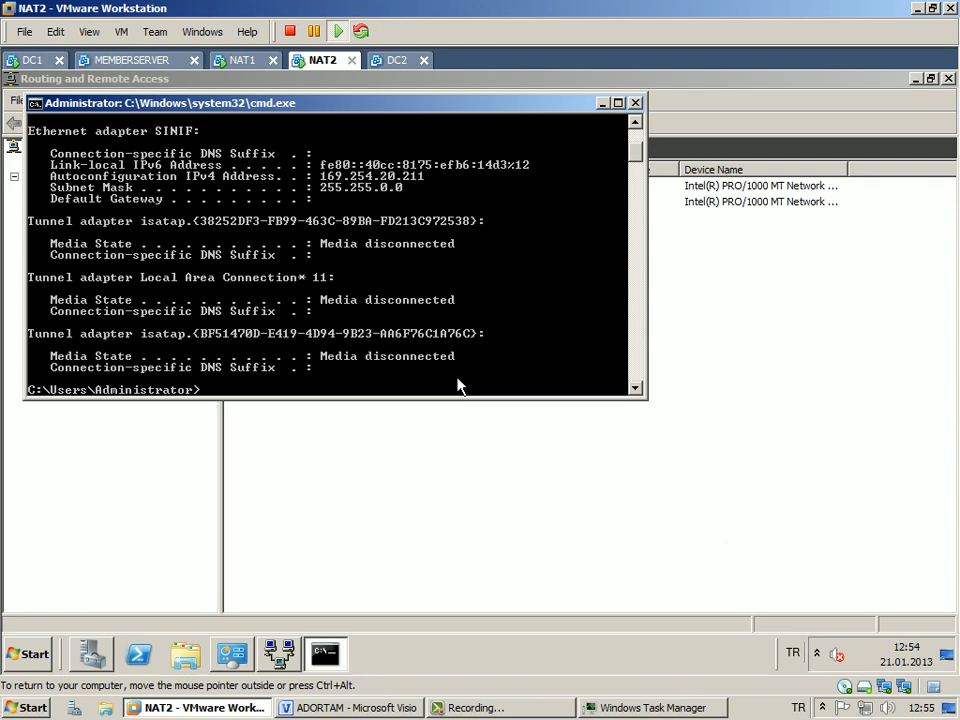 NAT2 - VMware Workstation
File Edit View VM Team Windows Help
DC1 MEMBERSERVER NAT1 NAT2 DC2
Routing and Remote Access
Administrator: C:\Windows\system32\cmd.exe
Ethernet adapter SINIF:
Connection-specific DNS Suffix . :
Link-local IPv6 Address . . . . . : fe80::40cc:8175:efb6:14d3%12
Autoconfiguration IPv4 Address. . : 169.254.20.211
Subnet Mask . . . . . . . . . . . : 255.255.0.0
Default Gateway . . . . . . . . . :
Tunnel adapter isatap.{38252DF3-FB99-463C-89BA-FD213C972538}:
Media State . . . . . . . . . . . : Media disconnected
Connection-specific DNS Suffix . :
Tunnel adapter Local Area Connection* 11:
Media State . . . . . . . . . . . : Media disconnected
Connection-specific DNS Suffix . :
Tunnel adapter isatap.{BF51470D-E419-4D94-9B23-AA6F76C1A76C}:
Media State . . . . . . . . . . . : Media disconnected
Connection-specific DNS Suffix . :
C:\Users\Administrator>
Device Name
Intel(R) PRO/1000 MT Network ...
Intel(R) PRO/1000 MT Network ...
Start
TR
12:54
21.01.2013
To return to your computer, move the mouse pointer outside or press Ctrl+Alt.
Start NAT2 - VMware Work... ADORTAM - Microsoft Visio Recording... Windows Task Manager TR 12:55